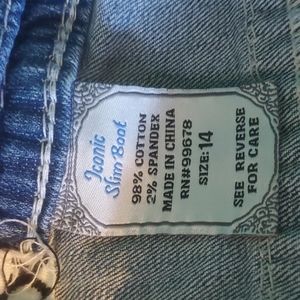 Iconic
Slim Boot
98% COTTON
2% SPANDEX
MADE IN CHINA
RN#99678
SIZE:14
SEE REVERSE
FOR CARE